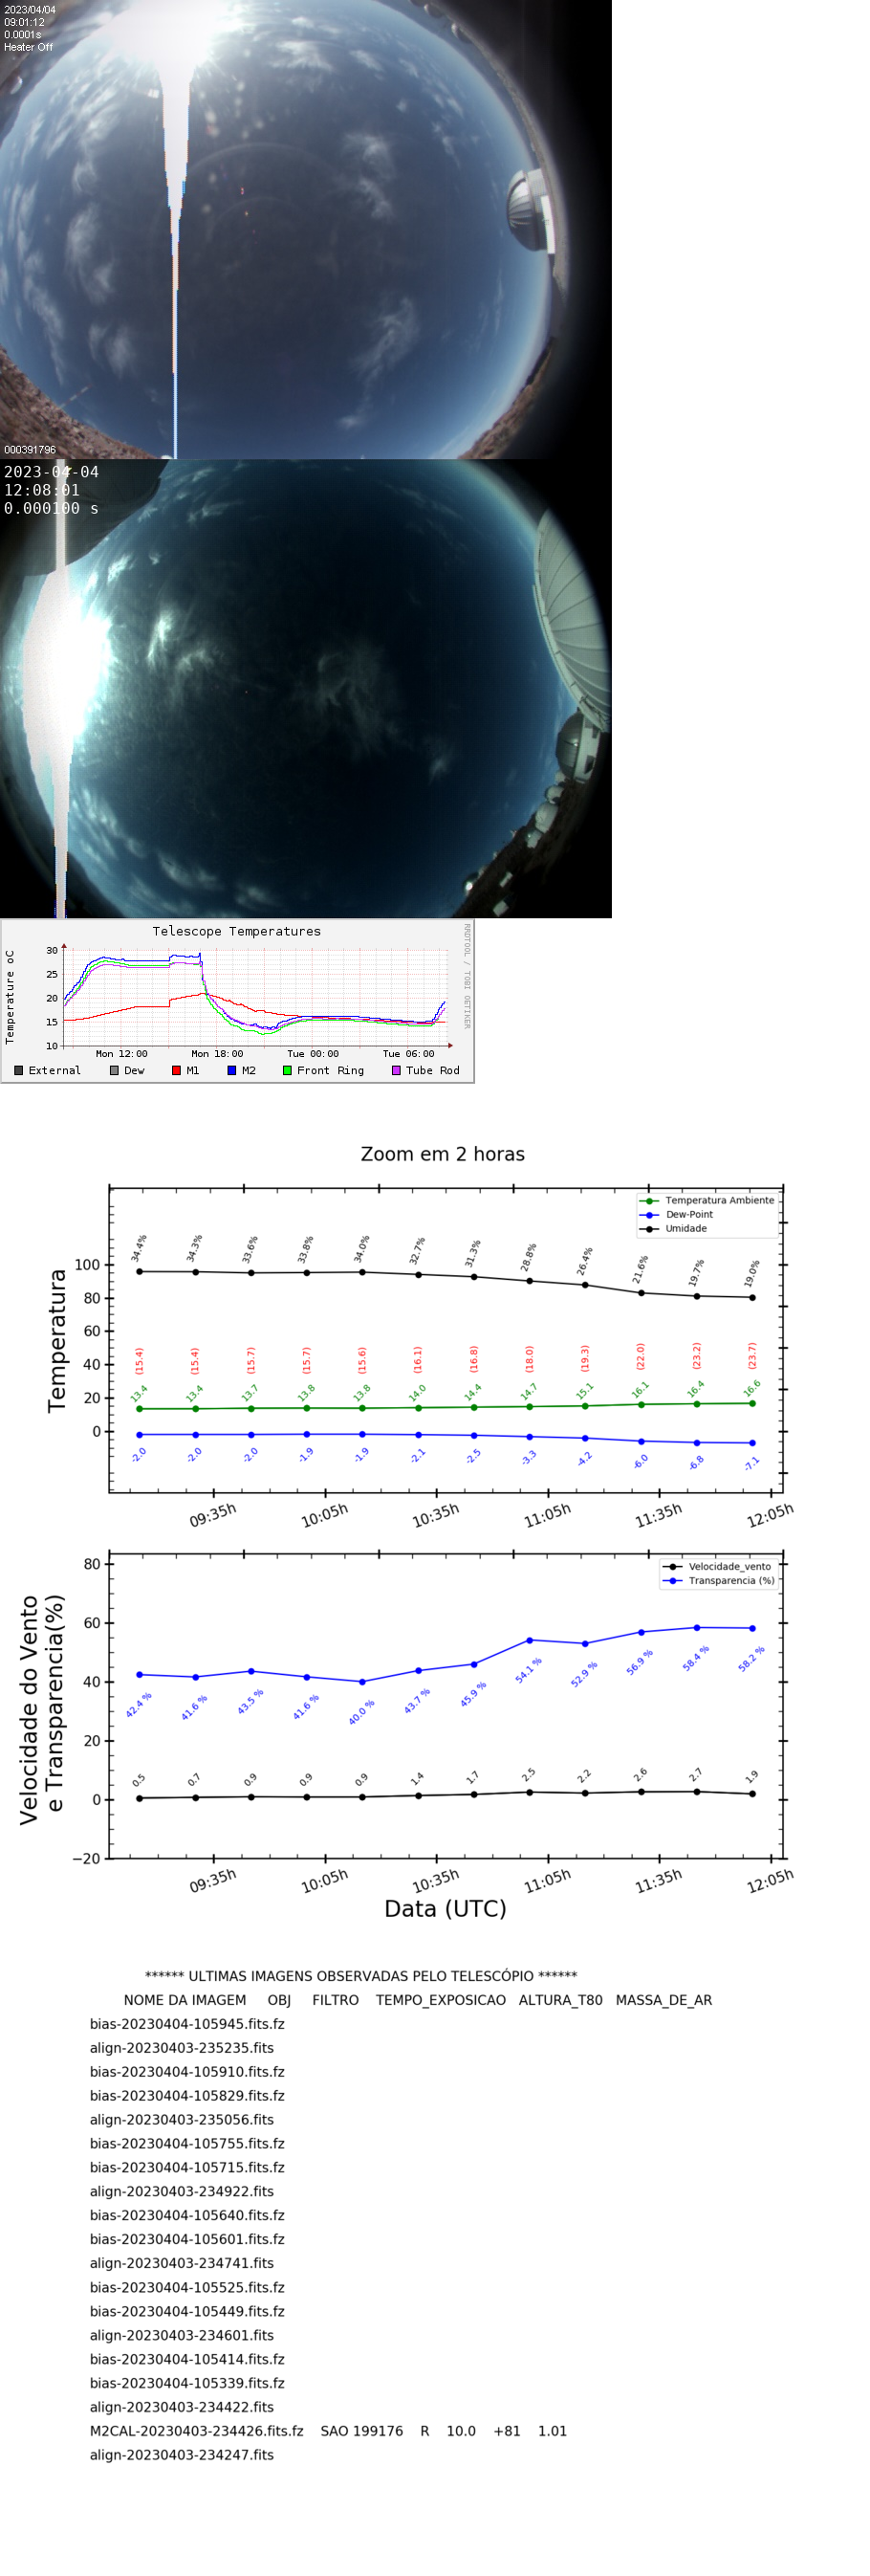 2023/04/04
09:01:12
0.0001s
Heater Off
000391796
2023-04-04
12:08:01
0.000100 s
Telescope Temperatures
RRDTOOL / TOBI OETIKER
Temperature oC
30
25
20
15
10
Mon 12:00 Mon 18:00 Tue 00:00 Tue 06:00
External Dew M1 M2 Front Ring Tube Rod
Zoom em 2 horas
Temperatura Ambiente
Dew-Point
Umidade
Temperatura
100
80
60
40
20
0
34.4% 34.3% 33.6% 33.8% 34.0% 32.7% 31.3% 28.8% 26.4% 21.6% 19.7% 19.0%
(15.4) (15.4) (15.7) (15.7) (15.6) (16.1) (16.8) (18.0) (19.3) (22.0) (23.2) (23.7)
13.4 13.4 13.7 13.8 13.8 14.0 14.4 14.7 15.1 16.1 16.4 16.6
-2.0 -2.0 -2.0 -1.9 -1.9 -2.1 -2.5 -3.3 -4.2 -6.0 -6.8 -7.1
09:35h 10:05h 10:35h 11:05h 11:35h 12:05h
Velocidade_vento
Transparencia (%)
Velocidade do Vento
e Transparencia(%)
80
60
40
20
0
−20
42.4 % 41.6 % 43.5 % 41.6 % 40.0 % 43.7 % 45.9 % 54.1 % 52.9 % 56.9 % 58.4 % 58.2 %
0.5 0.7 0.9 0.9 0.9 1.4 1.7 2.5 2.2 2.6 2.7 1.9
09:35h 10:05h 10:35h 11:05h 11:35h 12:05h
Data (UTC)
****** ULTIMAS IMAGENS OBSERVADAS PELO TELESCÓPIO ******
NOME DA IMAGEM OBJ FILTRO TEMPO_EXPOSICAO ALTURA_T80 MASSA_DE_AR
bias-20230404-105945.fits.fz
align-20230403-235235.fits
bias-20230404-105910.fits.fz
bias-20230404-105829.fits.fz
align-20230403-235056.fits
bias-20230404-105755.fits.fz
bias-20230404-105715.fits.fz
align-20230403-234922.fits
bias-20230404-105640.fits.fz
bias-20230404-105601.fits.fz
align-20230403-234741.fits
bias-20230404-105525.fits.fz
bias-20230404-105449.fits.fz
align-20230403-234601.fits
bias-20230404-105414.fits.fz
bias-20230404-105339.fits.fz
align-20230403-234422.fits
M2CAL-20230403-234426.fits.fz SAO 199176 R 10.0 +81 1.01
align-20230403-234247.fits